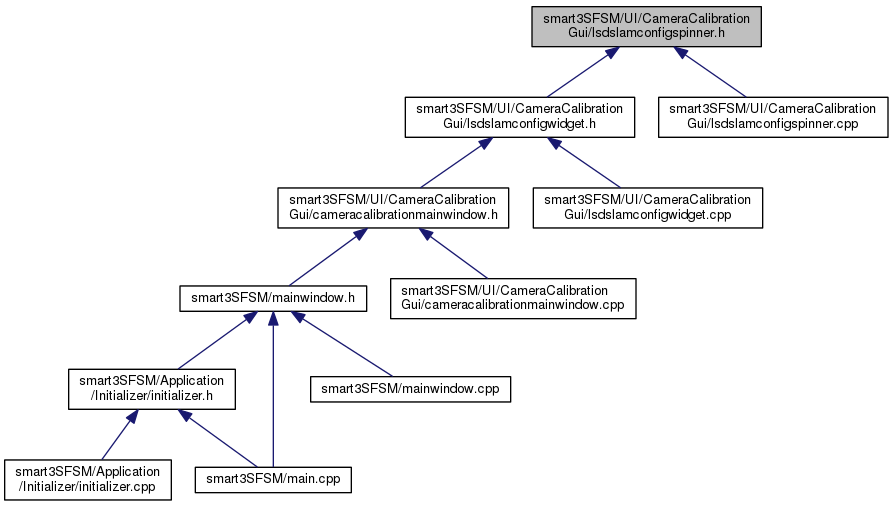 smart3SFSM/UI/CameraCalibration
Gui/lsdslamconfigspinner.h
smart3SFSM/UI/CameraCalibration
Gui/lsdslamconfigwidget.h
smart3SFSM/UI/CameraCalibration
Gui/lsdslamconfigspinner.cpp
smart3SFSM/UI/CameraCalibration
Gui/cameracalibrationmainwindow.h
smart3SFSM/UI/CameraCalibration
Gui/lsdslamconfigwidget.cpp
smart3SFSM/mainwindow.h
smart3SFSM/UI/CameraCalibration
Gui/cameracalibrationmainwindow.cpp
smart3SFSM/Application
/Initializer/initializer.h
smart3SFSM/mainwindow.cpp
smart3SFSM/Application
/Initializer/initializer.cpp
smart3SFSM/main.cpp